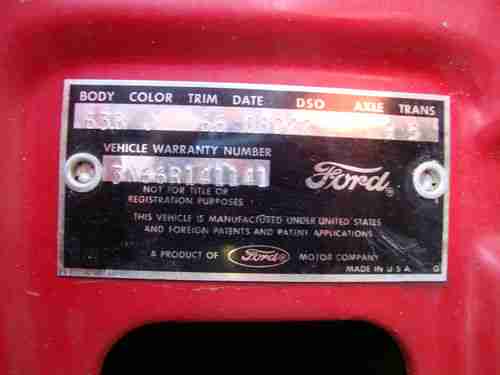 BODY COLOR TRIM DATE DSO AXLE TRANS
VEHICLE WARRANTY NUMBER
Ford
NOT FOR TITLE OR
REGISTRATION PURPOSES
THIS VEHICLE IS MANUFACTURED UNDER UNITED STATES
AND FOREIGN PATENTS AND PATENT APPLICATIONS
A PRODUCT OF Ford MOTOR COMPANY
MADE IN U.S.A. G